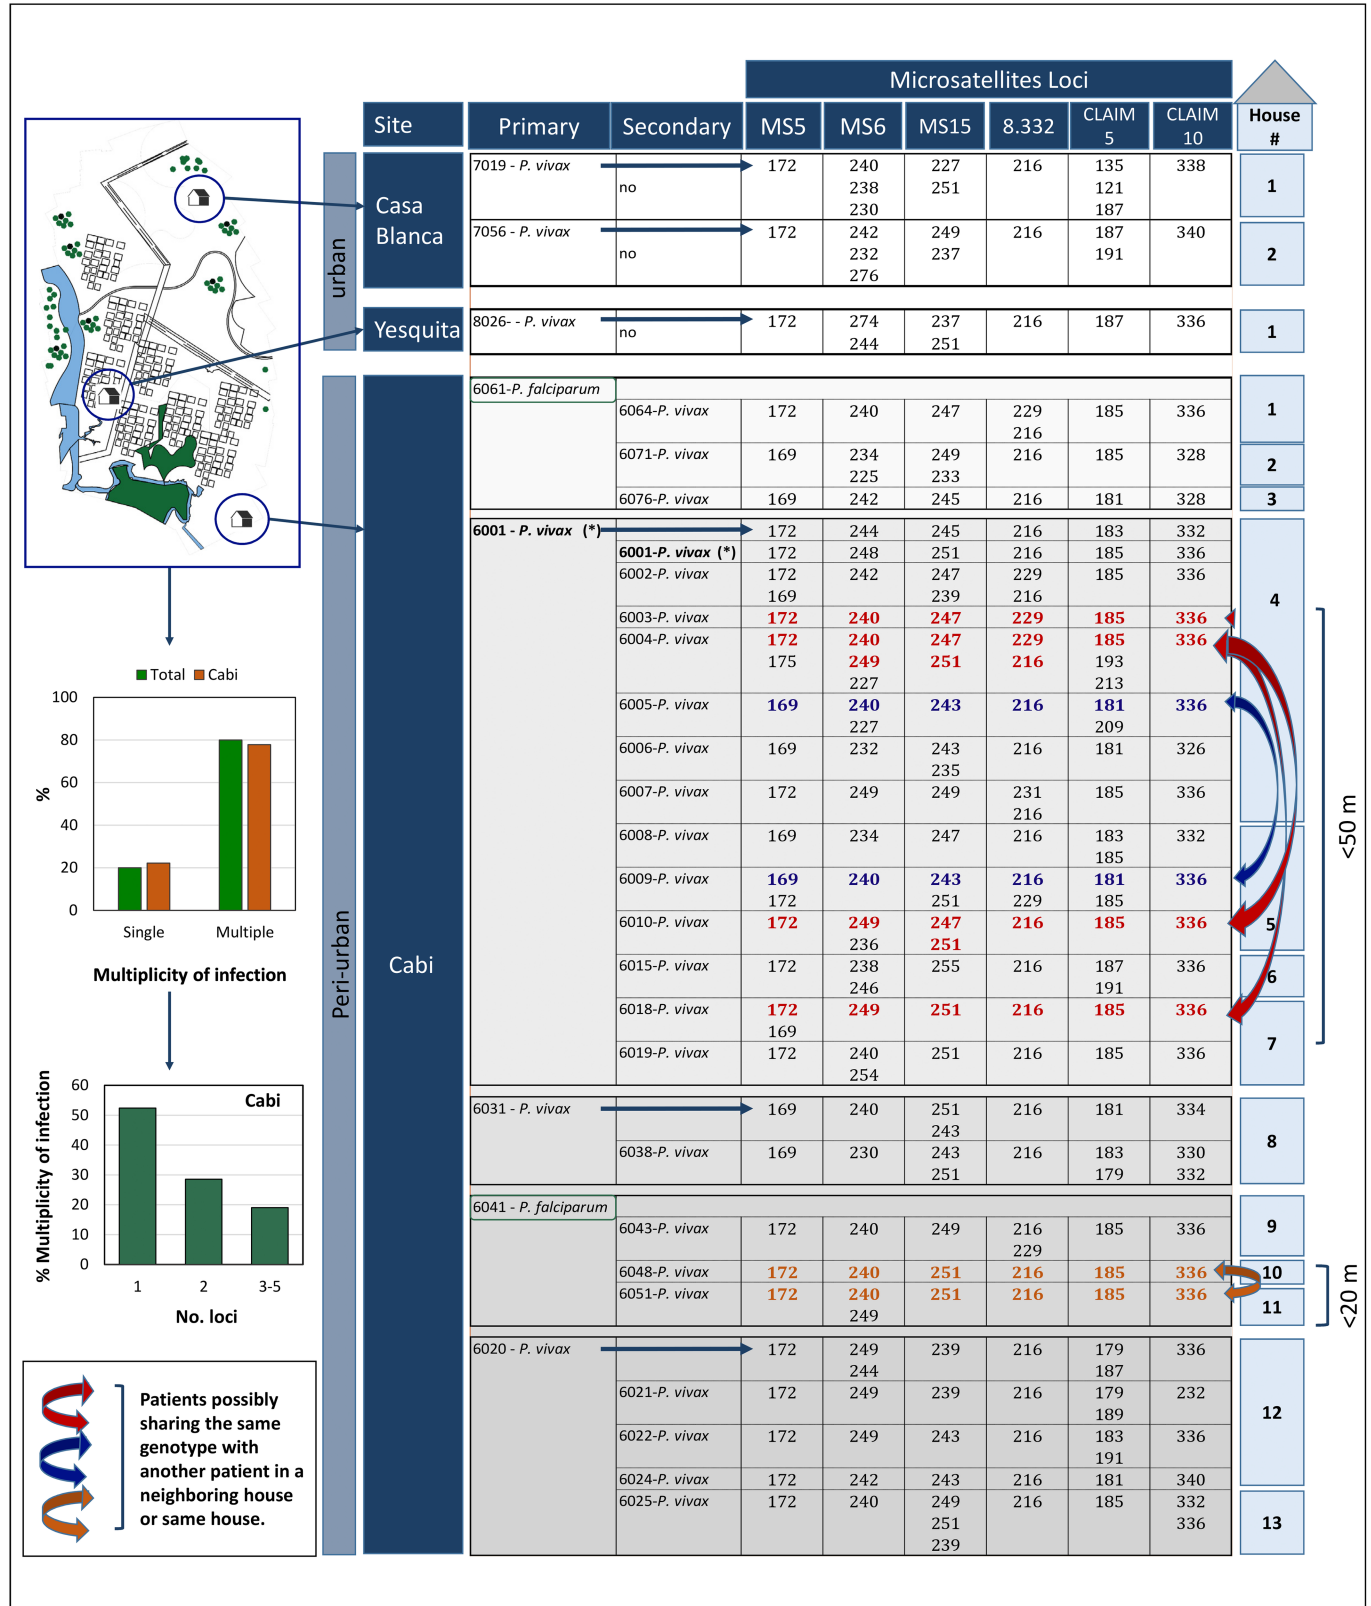 Microsatellites Loci
Site Primary Secondary MS5 MS6 MS15 8.332 CLAIM 5 CLAIM 10 House #
urban
Casa Blanca
7019 - P. vivax 172 240 227 216 135 338 1
no 238 251 121
230 187
7056 - P. vivax 172 242 249 216 187 340 2
no 232 237 191
276
Yesquita
8026- - P. vivax 172 274 237 216 187 336 1
no 244 251
Peri-urban
Cabi
6061-P. falciparum 1
6064-P. vivax 172 240 247 229 185 336
216
6071-P. vivax 169 234 249 216 185 328 2
225 233
6076-P. vivax 169 242 245 216 181 328 3
6001 - P. vivax (*) 172 244 245 216 183 332 4
6001-P. vivax (*) 172 248 251 216 185 336
6002-P. vivax 172 242 247 229 185 336
169 239 216
6003-P. vivax 172 240 247 229 185 336
6004-P. vivax 172 240 247 229 185 336
175 249 251 216 193
227 213
6005-P. vivax 169 240 243 216 181 336
227 209
6006-P. vivax 169 232 243 216 181 326
235
6007-P. vivax 172 249 249 231 185 336
216
6008-P. vivax 169 234 247 216 183 332
185
6009-P. vivax 169 240 243 216 181 336
172 251 229 185
6010-P. vivax 172 249 247 216 185 336 5
236 251
6015-P. vivax 172 238 255 216 187 336 6
246 191
6018-P. vivax 172 249 251 216 185 336 7
169
6019-P. vivax 172 240 251 216 185 336
254
<50 m
6031 - P. vivax 169 240 251 216 181 334 8
243
6038-P. vivax 169 230 243 216 183 330
251 179 332
6041 - P. falciparum 9
6043-P. vivax 172 240 249 216 185 336
229
6048-P. vivax 172 240 251 216 185 336 10
6051-P. vivax 172 240 251 216 185 336 11
249
<20 m
6020 - P. vivax 172 249 239 216 179 336 12
244 187
6021-P. vivax 172 249 239 216 179 232
189
6022-P. vivax 172 249 243 216 183 336
191
6024-P. vivax 172 242 243 216 181 340
6025-P. vivax 172 240 249 216 185 332 13
251 336
239
Total Cabi
100
80
60
40
20
0
%
Single Multiple
Multiplicity of infection
Cabi
60
50
40
30
20
10
0
% Multiplicity of infection
1 2 3-5
No. loci
Patients possibly
sharing the same
genotype with
another patient in a
neighboring house
or same house.